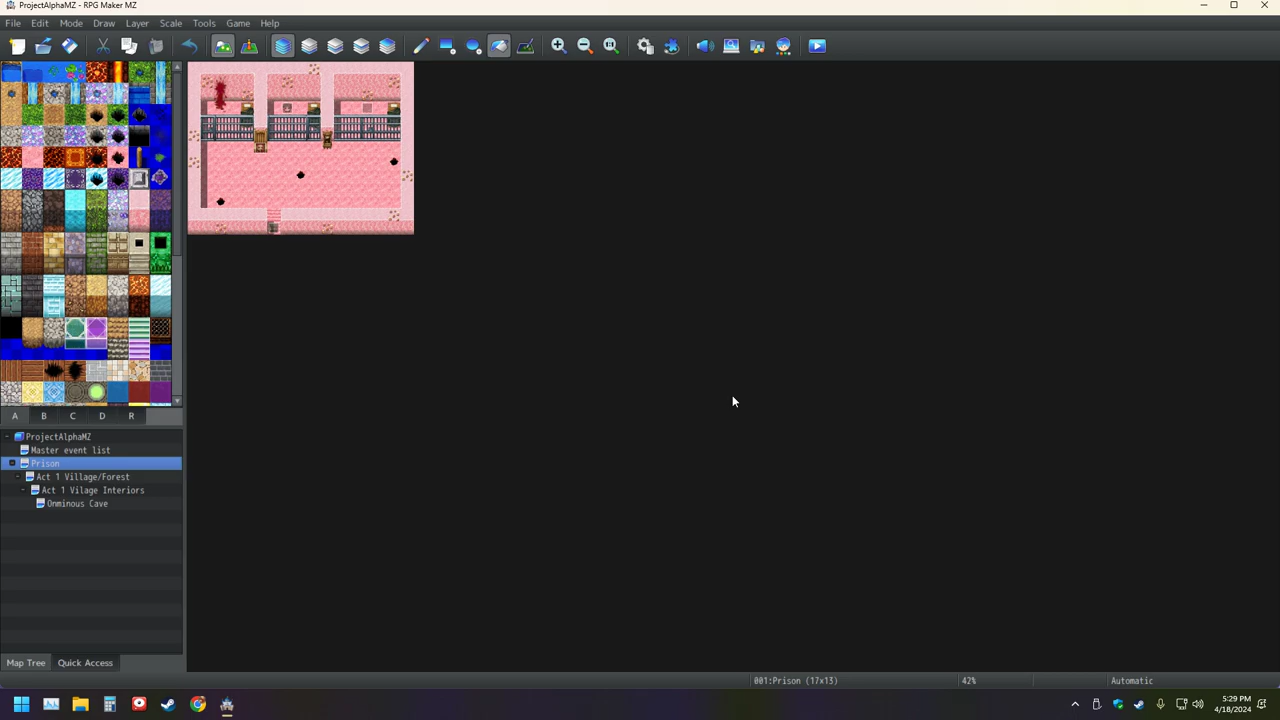 ProjectAlphaMZ - RPG Maker MZ
File Edit Mode Draw Layer Scale Tools Game Help
A B C D R
ProjectAlphaMZ
Master event list
Prison
Act 1 Village/Forest
Act 1 Vilage Interiors
Onminous Cave
Map Tree Quick Access
001:Prison (17x13) 42% Automatic
5:29 PM
4/18/2024